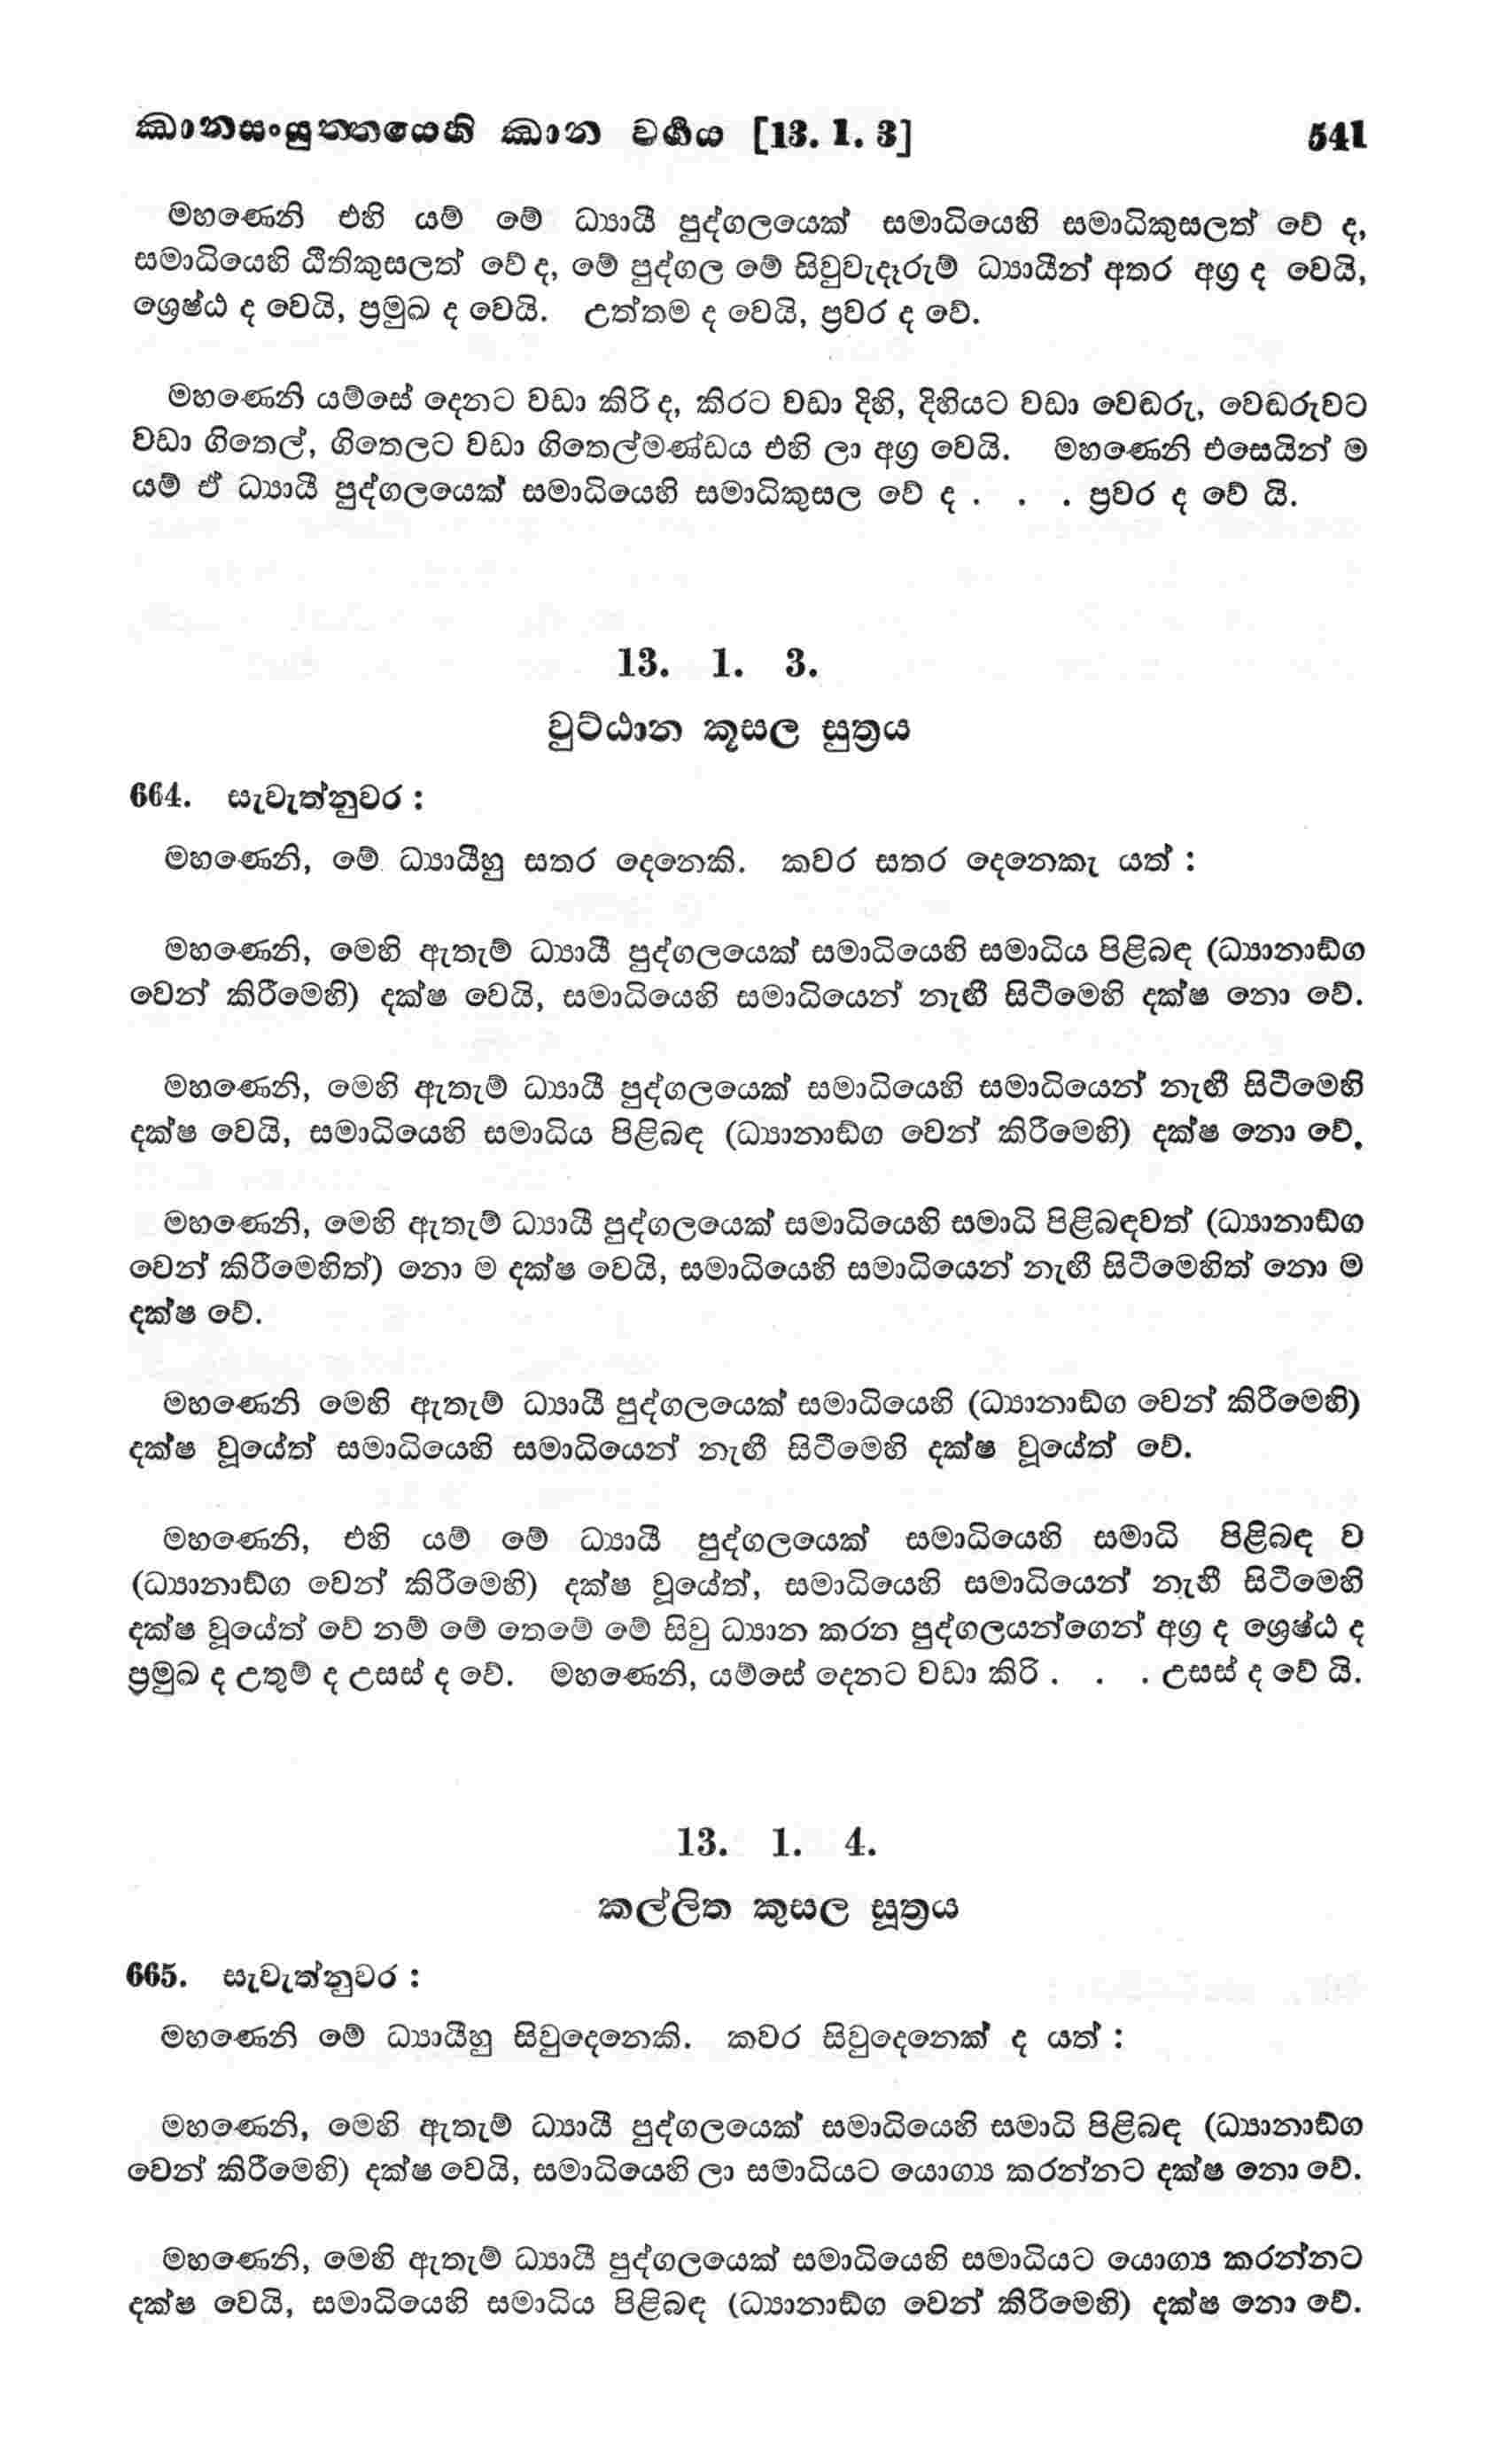 ඣානසංයුත්තයෙහි ඣාන වර්‍ගය [13. 1. 3] 541
මහණෙනි එහි යම් මේ ධ්‍යායී පුද්ගලයෙක් සමාධියෙහි සමාධිකුසලත් වේ ද,
සමාධියෙහි ඨීතිකුසලත් වේ ද, මේ පුද්ගල මේ සිවුවැදෑරුම් ධ්‍යායීන් අතර අග්‍ර ද වෙයි,
ශ්‍රෙෂ්ඨ ද වෙයි, ප්‍රමුඛ ද වෙයි. උත්තම ද වෙයි, ප්‍රවර ද වේ.
මහණෙනි යම්සේ දෙනට වඩා කිරි ද, කිරට වඩා දිහි, දිහියට වඩා වෙඬරු, වෙඬරුවට
වඩා ගිතෙල්, ගිතෙලට වඩා ගිතෙල්මණ්ඩය එහි ලා අග්‍ර වෙයි. මහණෙනි එසෙයින් ම
යම් ඒ ධ්‍යායී පුද්ගලයෙක් සමාධියෙහි සමාධිකුසල වේ ද . . . ප්‍රවර ද වේ යි.
13. 1. 3.
වුට්ඨාන කූසල සුත්‍රය
664. සැවැත්නුවර :
මහණෙනි, මේ ධ්‍යායීහු සතර දෙනෙකි. කවර සතර දෙනෙකැ යත් :
මහණෙනි, මෙහි ඇතැම් ධ්‍යායී පුද්ගලයෙක් සමාධියෙහි සමාධිය පිළිබඳ (ධ්‍යානාඞ්ග
වෙන් කිරීමෙහි) දක්ෂ වෙයි, සමාධියෙහි සමාධියෙන් නැඟී සිටීමෙහි දක්ෂ නො වේ.
මහණෙනි, මෙහි ඇතැම් ධ්‍යායී පුද්ගලයෙක් සමාධියෙහි සමාධියෙන් නැඟී සිටීමෙහි
දක්ෂ වෙයි, සමාධියෙහි සමාධිය පිළිබඳ (ධ්‍යානාඞ්ග වෙන් කිරීමෙහි) දක්ෂ නො වේ.
මහණෙනි, මෙහි ඇතැම් ධ්‍යායී පුද්ගලයෙක් සමාධියෙහි සමාධි පිළිබඳවත් (ධ්‍යානාඞ්ග
වෙන් කිරීමෙහිත්) නො ම දක්ෂ වෙයි, සමාධියෙහි සමාධියෙන් නැඟී සිටීමෙහිත් නො ම
දක්ෂ වේ.
මහණෙනි මෙහි ඇතැම් ධ්‍යායී පුද්ගලයෙක් සමාධියෙහි (ධ්‍යානාඞ්ග වෙන් කිරීමෙහි)
දක්ෂ වූයේත් සමාධියෙහි සමාධියෙන් නැඟී සිටීමෙහි දක්ෂ වූයේත් වේ.
මහණෙනි, එහි යම් මේ ධ්‍යායී පුද්ගලයෙක් සමාධියෙහි සමාධි පිළිබඳ ව
(ධ්‍යානාඞ්ග වෙන් කිරීමෙහි) දක්ෂ වූයේත්, සමාධියෙහි සමාධියෙන් නැඟී සිටීමෙහි
දක්ෂ වූයේත් වේ නම් මේ තෙමේ මේ සිවු ධ්‍යාන කරන පුද්ගලයන්ගෙන් අග්‍ර ද ශ්‍රෙෂ්ඨ ද
ප්‍රමුඛ ද උතුම් ද උසස් ද වේ. මහණෙනි, යම්සේ දෙනට වඩා කිරි . . . උසස් ද වේ යි.
13. 1. 4.
කල්ලිත කුසල සූත්‍රය
665. සැවැත්නුවර :
මහණෙනි මේ ධ්‍යායීහු සිවුදෙනෙකි. කවර සිවුදෙනෙක් ද යත් :
මහණෙනි, මෙහි ඇතැම් ධ්‍යායී පුද්ගලයෙක් සමාධියෙහි සමාධි පිළිබඳ (ධ්‍යානාඞ්ග
වෙන් කිරීමෙහි) දක්ෂ වෙයි, සමාධියෙහි ලා සමාධියට යොග්‍ය කරන්නට දක්ෂ නො වේ.
මහණෙනි, මෙහි ඇතැම් ධ්‍යායී පුද්ගලයෙක් සමාධියෙහි සමාධියට යොග්‍ය කරන්නට
දක්ෂ වෙයි, සමාධියෙහි සමාධිය පිළිබඳ (ධ්‍යානාඞ්ග වෙන් කිරීමෙහි) දක්ෂ නො වේ.